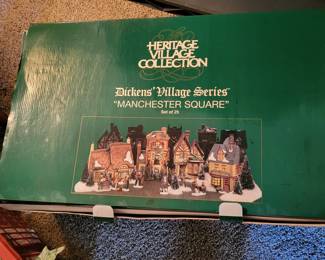 HERITAGE
VILLAGE
COLLECTION
Dickens' Village Series
"MANCHESTER SQUARE"
Set of 25